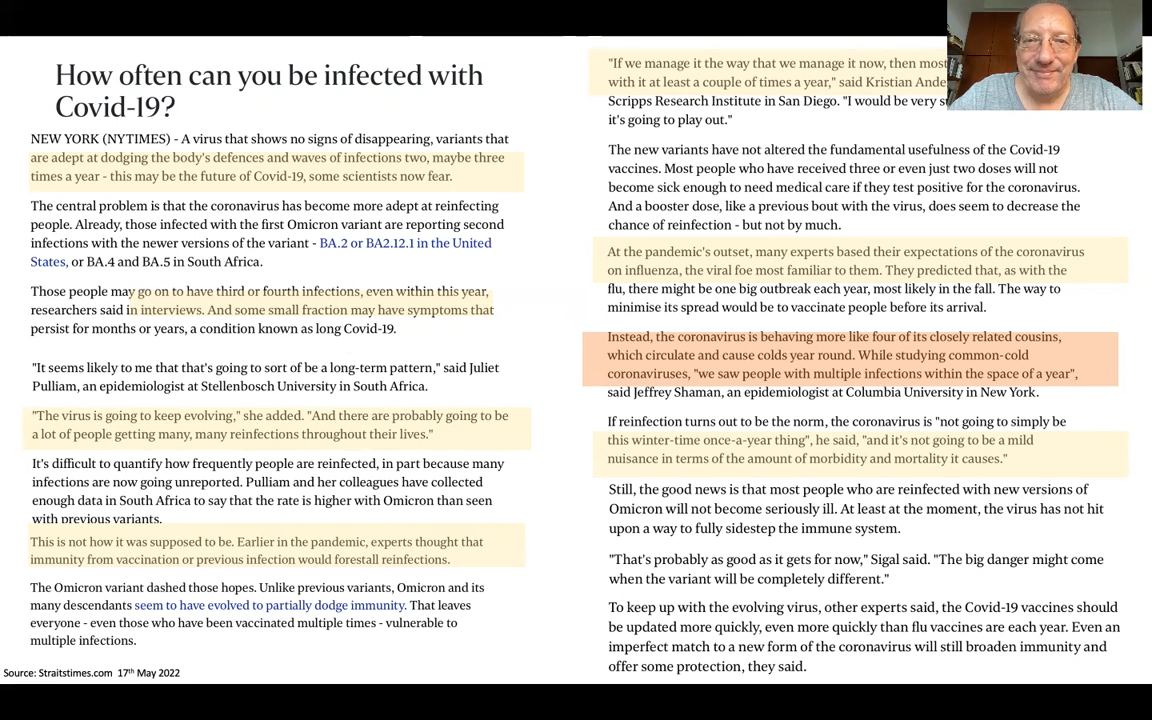 How often can you be infected with
Covid-19?
NEW YORK (NYTIMES) - A virus that shows no signs of disappearing, variants that
are adept at dodging the body's defences and waves of infections two, maybe three
times a year - this may be the future of Covid-19, some scientists now fear.
The central problem is that the coronavirus has become more adept at reinfecting
people. Already, those infected with the first Omicron variant are reporting second
infections with the newer versions of the variant - BA.2 or BA2.12.1 in the United
States, or BA.4 and BA.5 in South Africa.
Those people may go on to have third or fourth infections, even within this year,
researchers said in interviews. And some small fraction may have symptoms that
persist for months or years, a condition known as long Covid-19.
"It seems likely to me that that's going to sort of be a long-term pattern," said Juliet
Pulliam, an epidemiologist at Stellenbosch University in South Africa.
"The virus is going to keep evolving," she added. "And there are probably going to be
a lot of people getting many, many reinfections throughout their lives."
It's difficult to quantify how frequently people are reinfected, in part because many
infections are now going unreported. Pulliam and her colleagues have collected
enough data in South Africa to say that the rate is higher with Omicron than seen
with previous variants.
This is not how it was supposed to be. Earlier in the pandemic, experts thought that
immunity from vaccination or previous infection would forestall reinfections.
The Omicron variant dashed those hopes. Unlike previous variants, Omicron and its
many descendants seem to have evolved to partially dodge immunity. That leaves
everyone - even those who have been vaccinated multiple times - vulnerable to
multiple infections.
Source: Straitstimes.com 17th May 2022
"If we manage it the way that we manage it now, then most
with it at least a couple of times a year," said Kristian
Scripps Research Institute in San Diego. "I would be very
it's going to play out."
The new variants have not altered the fundamental usefulness of the Covid-19
vaccines. Most people who have received three or even just two doses will not
become sick enough to need medical care if they test positive for the coronavirus.
And a booster dose, like a previous bout with the virus, does seem to decrease the
chance of reinfection - but not by much.
At the pandemic's outset, many experts based their expectations of the coronavirus
on influenza, the viral foe most familiar to them. They predicted that, as with the
flu, there might be one big outbreak each year, most likely in the fall. The way to
minimise its spread would be to vaccinate people before its arrival.
Instead, the coronavirus is behaving more like four of its closely related cousins,
which circulate and cause colds year round. While studying common-cold
coronaviruses, "we saw people with multiple infections within the space of a year",
said Jeffrey Shaman, an epidemiologist at Columbia University in New York.
If reinfection turns out to be the norm, the coronavirus is "not going to simply be
this winter-time once-a-year thing", he said, "and it's not going to be a mild
nuisance in terms of the amount of morbidity and mortality it causes."
Still, the good news is that most people who are reinfected with new versions of
Omicron will not become seriously ill. At least at the moment, the virus has not hit
upon a way to fully sidestep the immune system.
"That's probably as good as it gets for now," Sigal said. "The big danger might come
when the variant will be completely different."
To keep up with the evolving virus, other experts said, the Covid-19 vaccines should
be updated more quickly, even more quickly than flu vaccines are each year. Even an
imperfect match to a new form of the coronavirus will still broaden immunity and
offer some protection, they said.